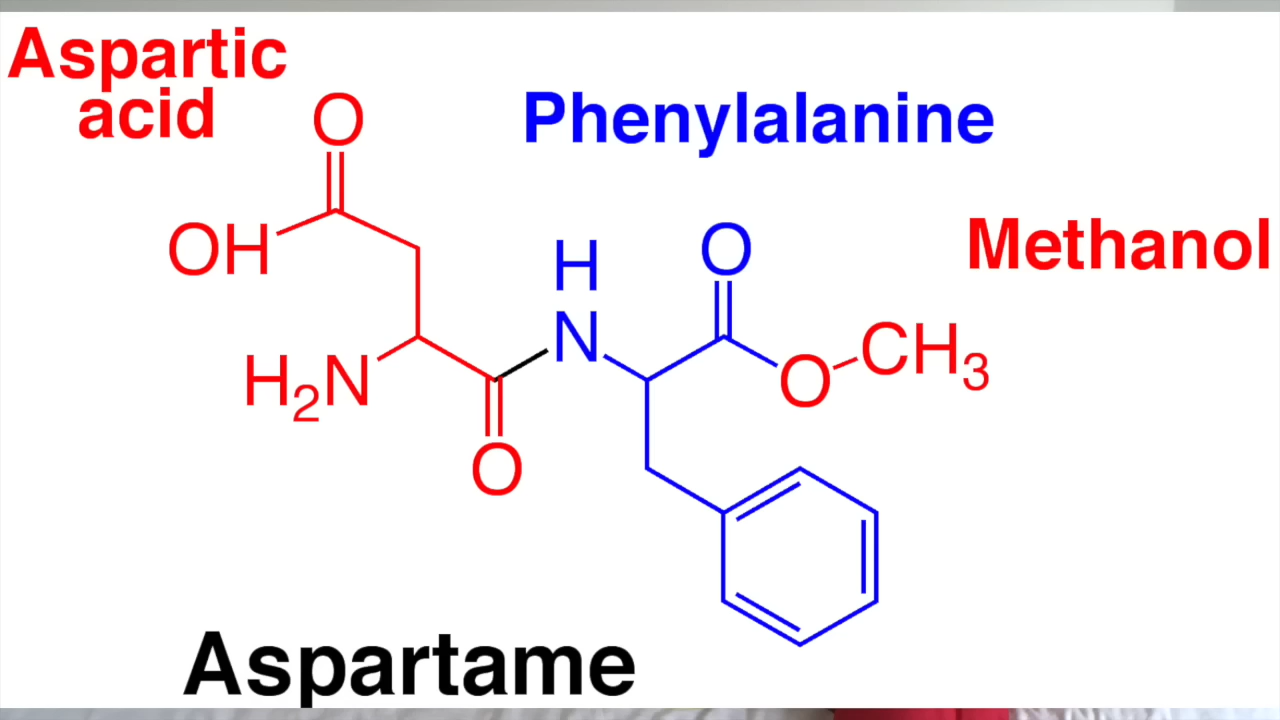 Aspartic
acid
O
Phenylalanine
OH
H
O
Methanol
N
CH₃
H₂N
O
O
Aspartame